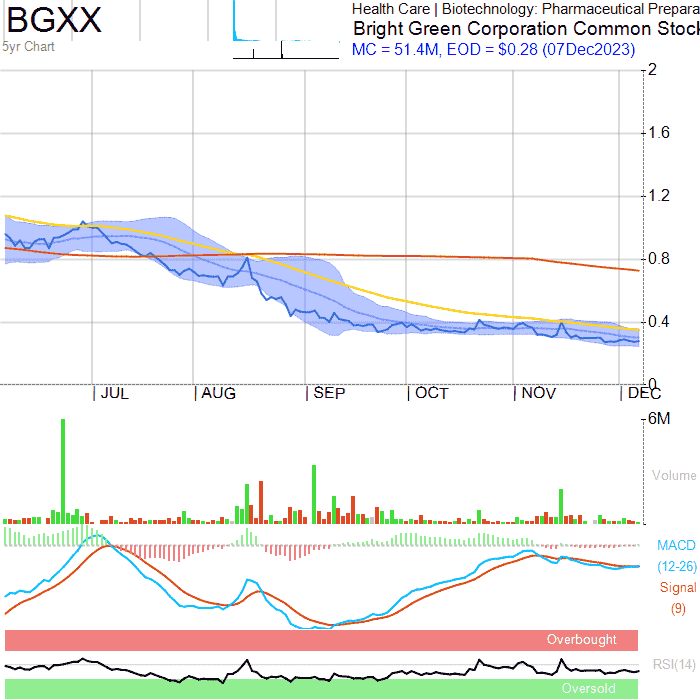 BGXX
5yr Chart
Health Care | Biotechnology: Pharmaceutical Prepara
Bright Green Corporation Common Stock
MC = 51.4M, EOD = $0.28 (07Dec2023)
2
1.6
1.2
0.8
0.4
0
JUL AUG SEP OCT NOV DEC
6M
Volume
MACD
(12-26)
Signal
(9)
Overbought
RSI(14)
Oversold